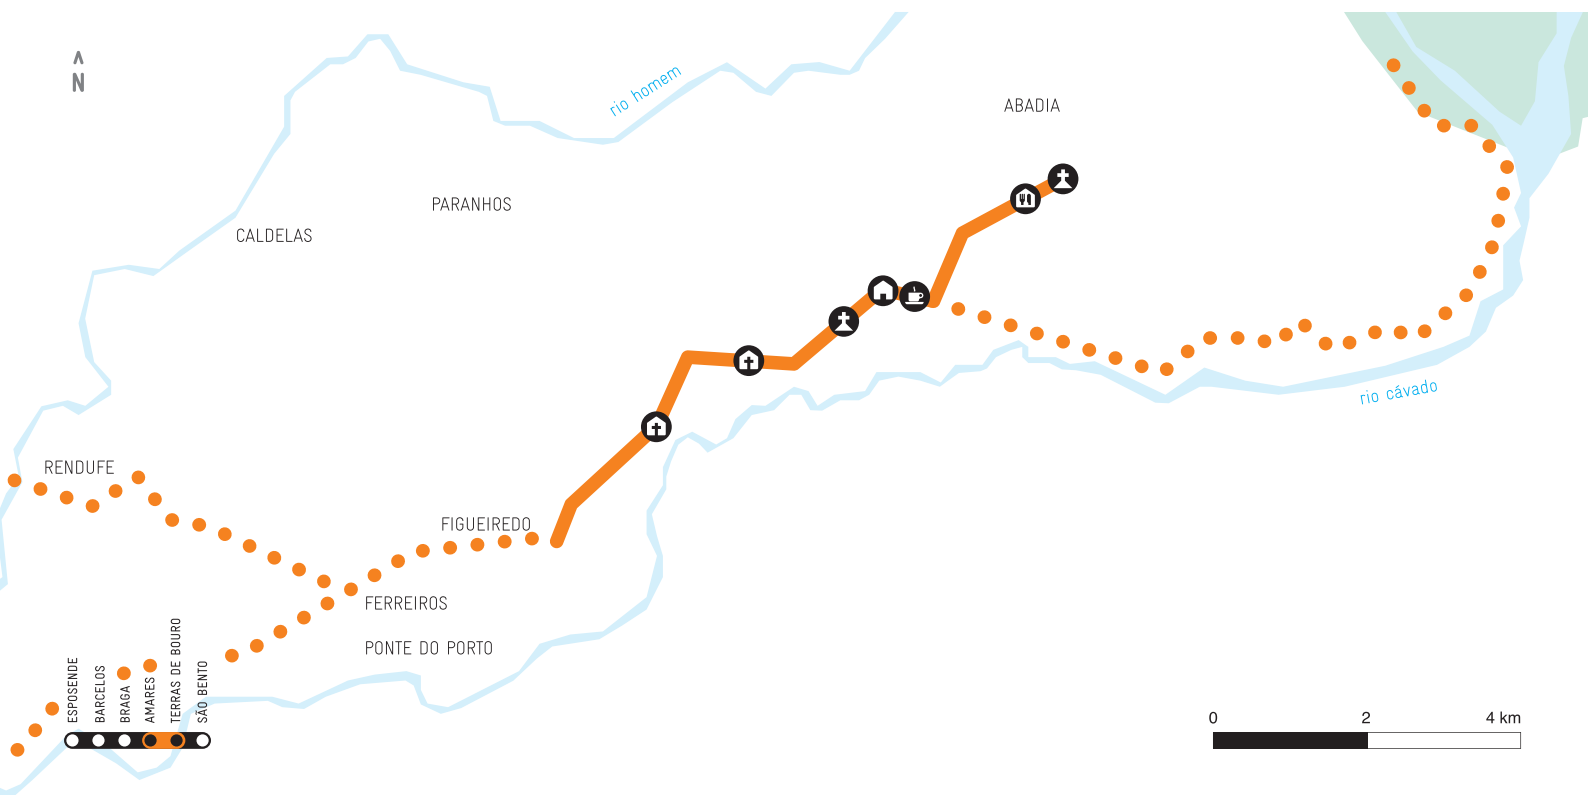 ^
N
rio homem
ABADIA
PARANHOS
CALDELAS
rio cávado
RENDUFE
FIGUEIREDO
FERREIROS
PONTE DO PORTO
ESPOSENDE
BARCELOS
BRAGA
AMARES
TERRAS DE BOURO
SÃO BENTO
0 2 4 km